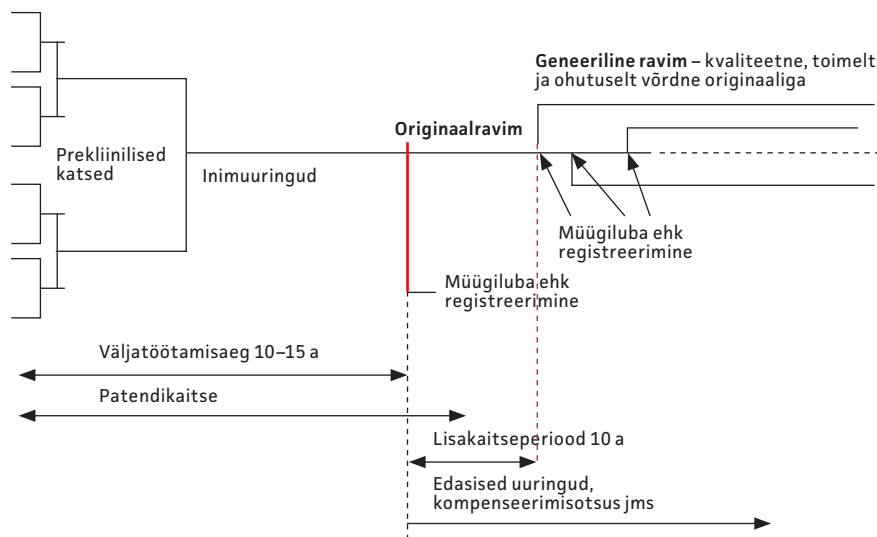 Geneeriline ravim – kvaliteetne, toimelt
ja ohutuselt võrdne originaaliga
Originaalravim
Prekliinilised
katsed
Inimuuringud
Müügiluba ehk
registreerimine
Müügiluba ehk
registreerimine
Väljatöötamisaeg 10–15 a
Patendikaitse
Lisakaitseperiood 10 a
Edasised uuringud,
kompenseerimisotsus jms